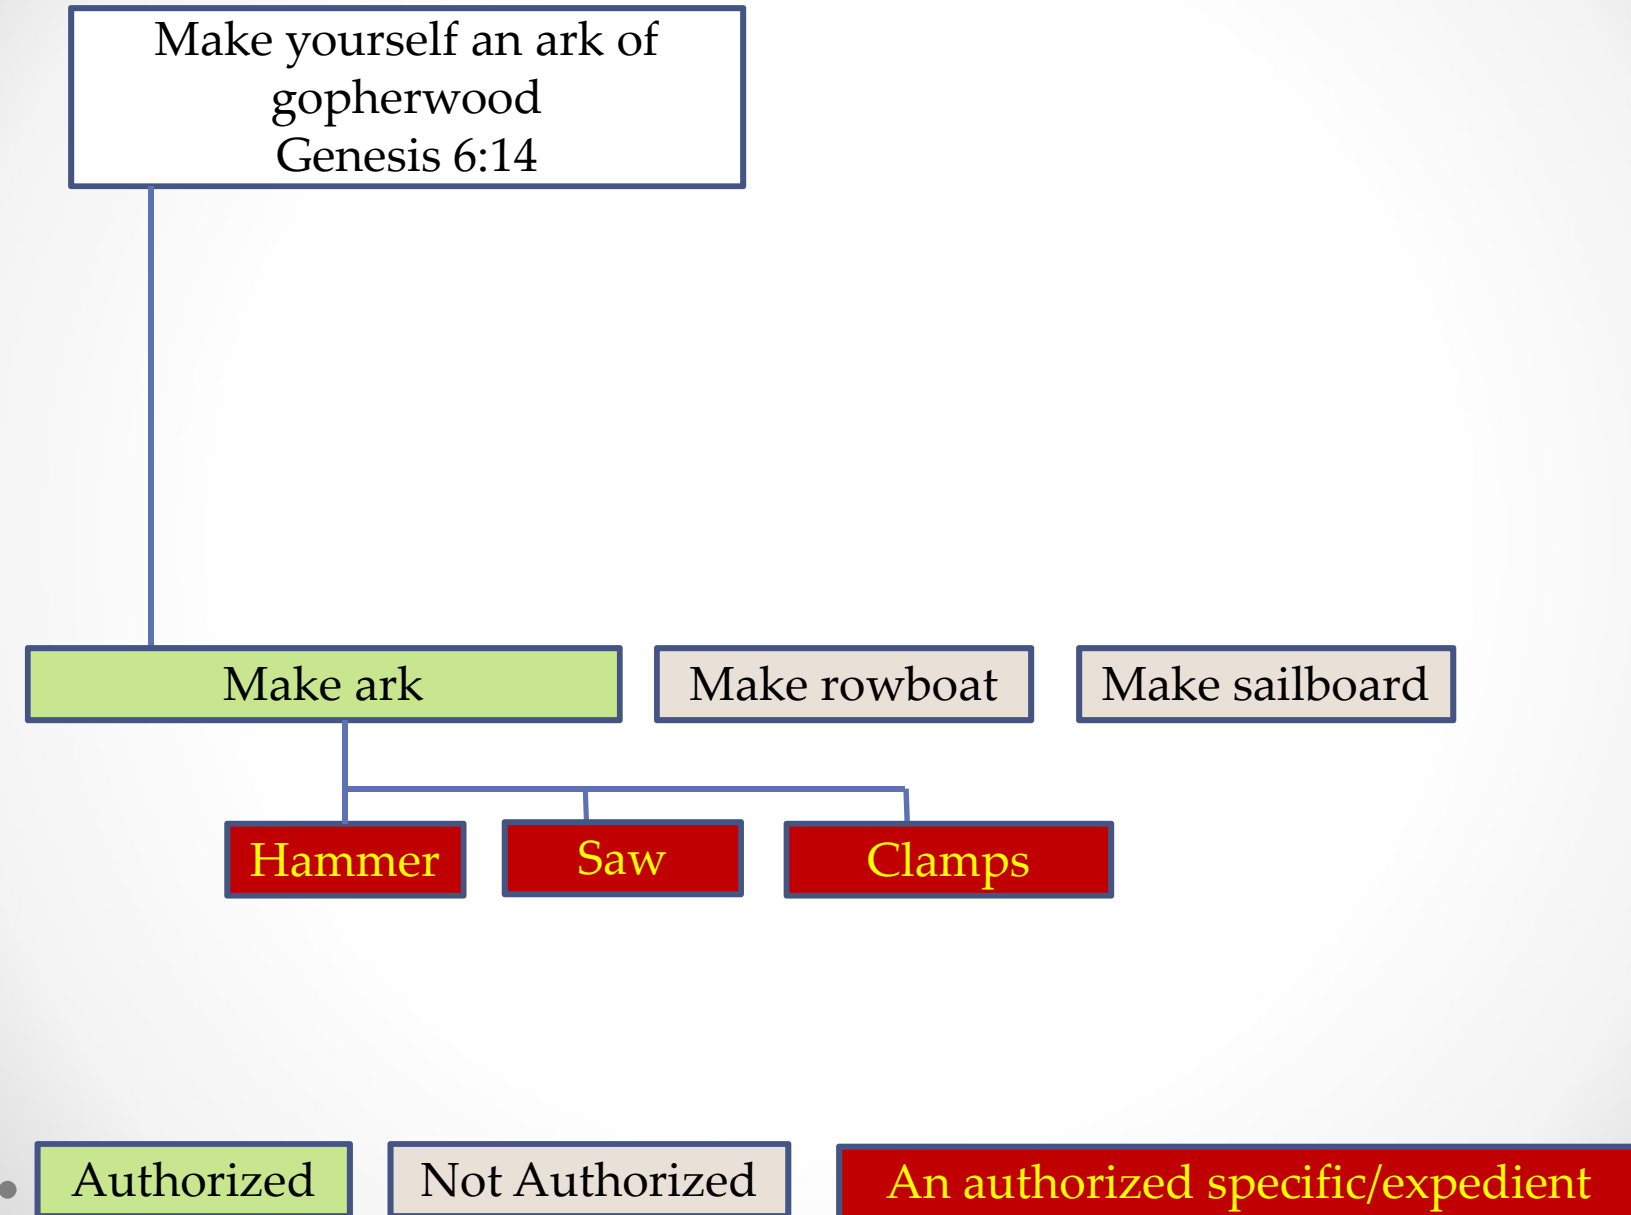 Make yourself an ark of
gopherwood
Genesis 6:14
Make ark
Make rowboat
Make sailboard
Hammer
Saw
Clamps
Authorized
Not Authorized
An authorized specific/expedient